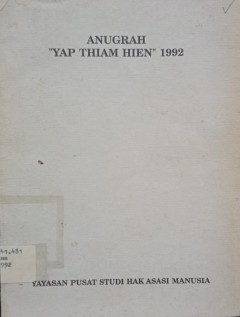 ANUGRAH
"YAP THIAM HIEN" 1992
YAYASAN PUSAT STUDI HAK ASASI MANUSIA